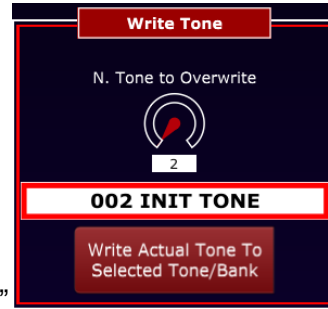 Write Tone
N. Tone to Overwrite
2
002 INIT TONE
Write Actual Tone To
Selected Tone/Bank
”